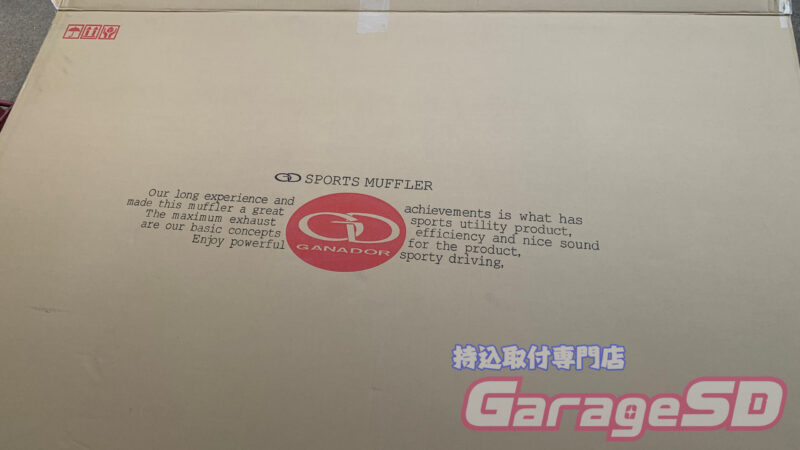 GD SPORTS MUFFLER
Our long experience and achievements is what has
made this muffler a great sports utility product,
The maximum exhaust efficiency and nice sound
are our basic concepts for the product,
Enjoy powerful sporty driving,
GD
GANADOR
持込取付専門店
GarageSD